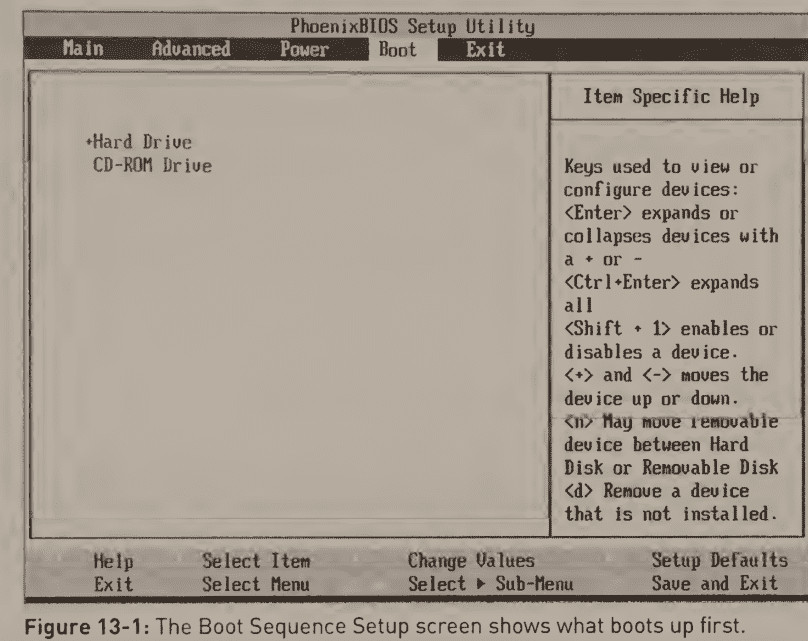 PhoenixBIOS Setup Utility
Main Advanced Power Boot Exit
Item Specific Help
+Hard Drive
CD-ROM Drive
Keys used to view or
configure devices:
<Enter> expands or
collapses devices with
a + or -
<Ctrl+Enter> expands
all
<Shift + 1> enables or
disables a device.
<+> and <-> moves the
device up or down.
<n> May move removable
device between Hard
Disk or Removable Disk
<d> Remove a device
that is not installed.
Help Select Item Change Values Setup Defaults
Exit Select Menu Select ▶ Sub-Menu Save and Exit
Figure 13-1: The Boot Sequence Setup screen shows what boots up first.